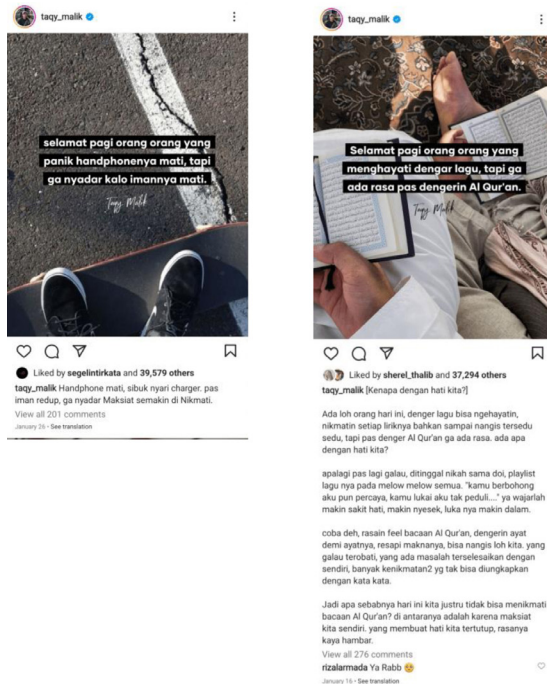 taqy_malik
selamat pagi orang orang yang
panik handphonenya mati, tapi
ga nyadar kalo imannya mati.
Taqy Malik
Liked by segelintirkata and 39,579 others
taqy_malik Handphone mati, sibuk nyari charger. pas
iman redup, ga nyadar Maksiat semakin di Nikmati.
View all 201 comments
January 26 • See translation
taqy_malik
Selamat pagi orang orang yang
menghayati dengar lagu, tapi ga
ada rasa pas dengerin Al Qur'an.
Taqy Malik
Liked by sherel_thalib and 37,294 others
taqy_malik [Kenapa dengan hati kita?]
Ada loh orang hari ini, denger lagu bisa ngehayatin,
nikmatin setiap liriknya bahkan sampai nangis tersedu
sedu, tapi pas denger Al Qur'an ga ada rasa. ada apa
dengan hati kita?
apalagi pas lagi galau, ditinggal nikah sama doi, playlist
lagu nya pada melow melow semua. "kamu berbohong
aku pun percaya, kamu lukai aku tak peduli...." ya wajarlah
makin sakit hati, makin nyesek, luka nya makin dalam.
coba deh, rasain feel bacaan Al Qur'an, dengerin ayat
demi ayatnya, resapi maknanya, bisa nangis loh kita. yang
galau terobati, yang ada masalah terselesaikan dengan
sendiri, banyak kenikmatan2 yg tak bisa diungkapkan
dengan kata kata.
Jadi apa sebabnya hari ini kita justru tidak bisa menikmati
bacaan Al Qur'an? di antaranya adalah karena maksiat
kita sendiri. yang membuat hati kita tertutup, rasanya
kaya hambar.
View all 276 comments
rizalarmada Ya Rabb 😢
January 16 • See translation